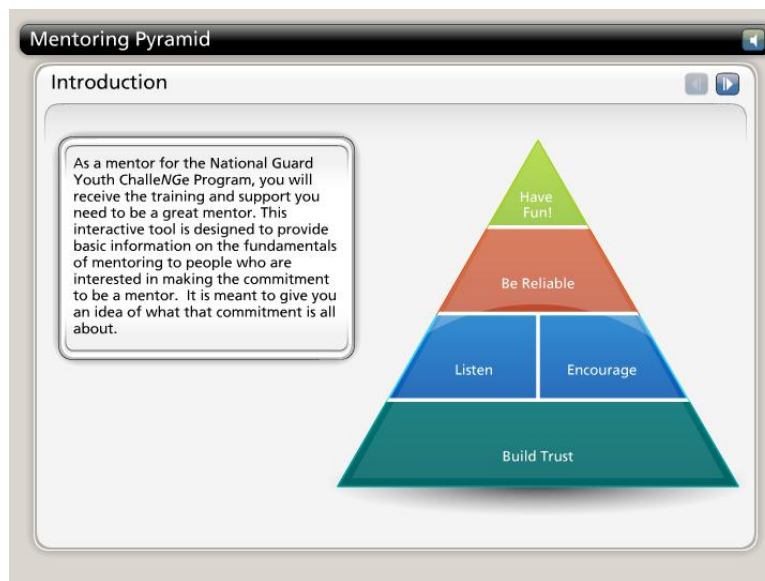 Mentoring Pyramid
Introduction
As a mentor for the National Guard
Youth ChalleNGe Program, you will
receive the training and support you
need to be a great mentor. This
interactive tool is designed to provide
basic information on the fundamentals
of mentoring to people who are
interested in making the commitment
to be a mentor.  It is meant to give you
an idea of what that commitment is all
about.
Have
Fun!
Be Reliable
Listen
Encourage
Build Trust